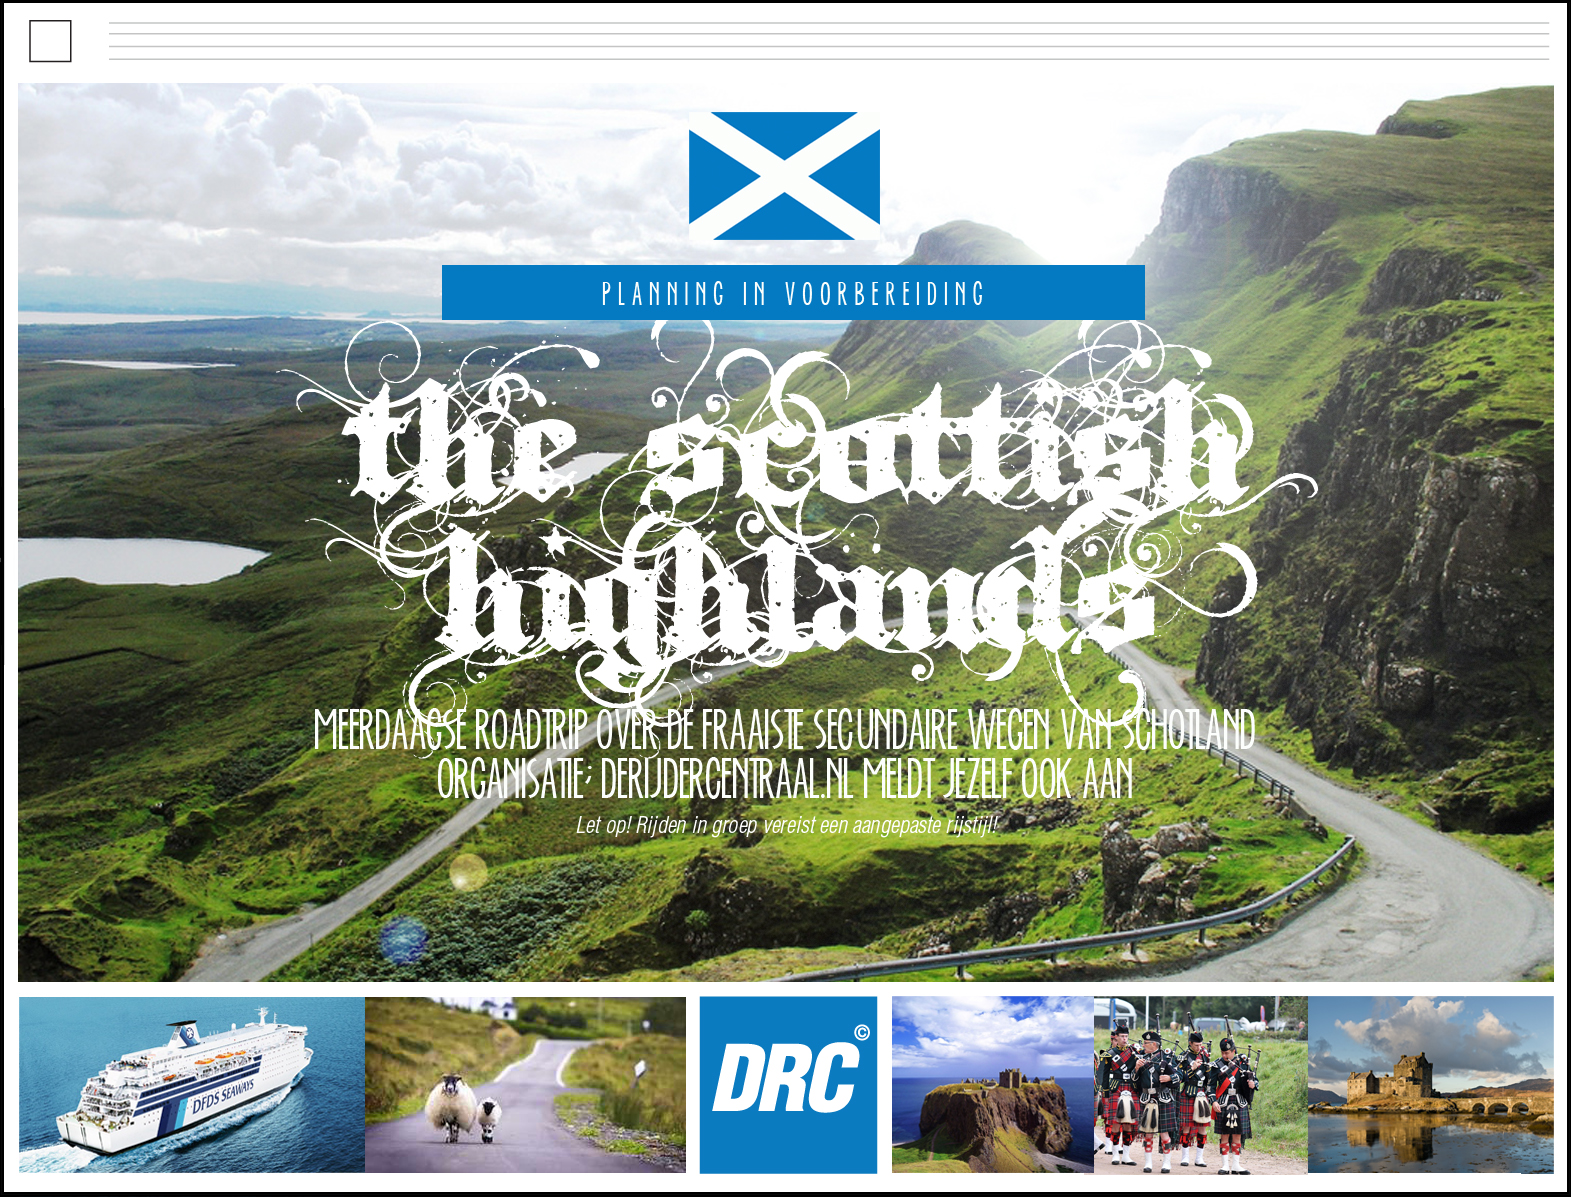 PLANNING IN VOORBEREIDING
the scottish
highlands
MEERDAAGSE ROADTRIP OVER DE FRAAISTE SECUNDAIRE WEGEN VAN SCHOTLAND
ORGANISATIE; DERIJDERCENTRAAL.NL MELDT JEZELF OOK AAN
Let op! Rijden in groep vereist een aangepaste rijstijl!
DFDS SEAWAYS
DRC©